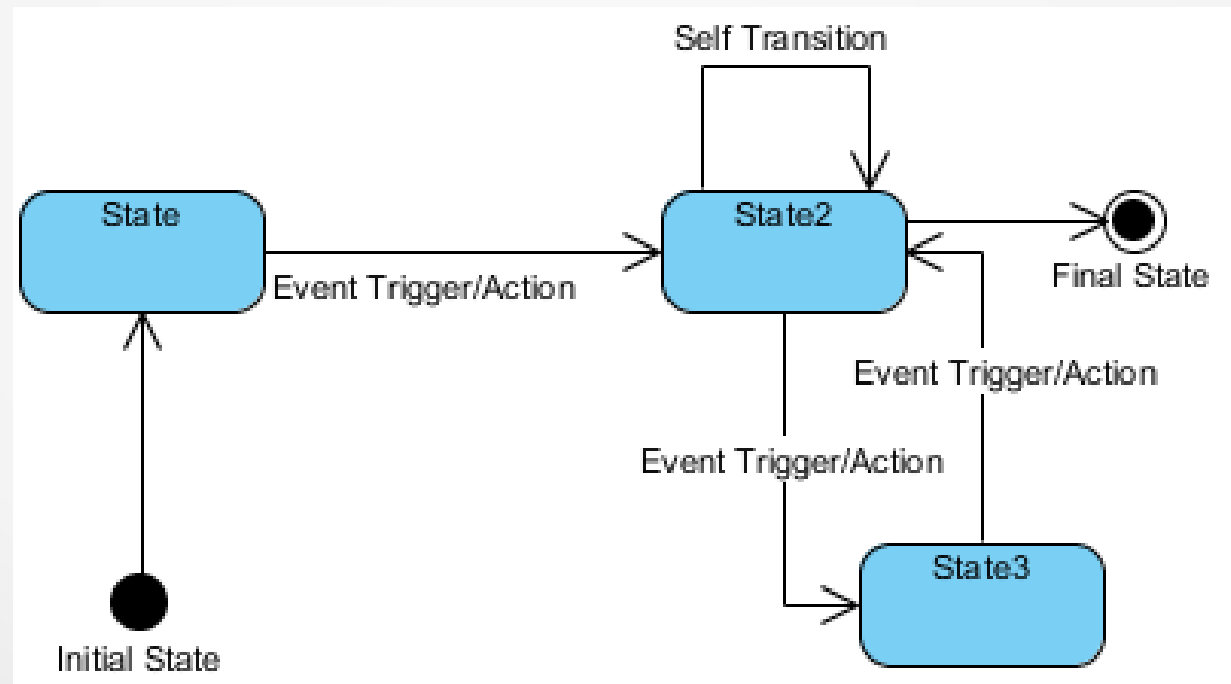 Self Transition
State
State2
Event Trigger/Action
Final State
Event Trigger/Action
Event Trigger/Action
State3
Initial State